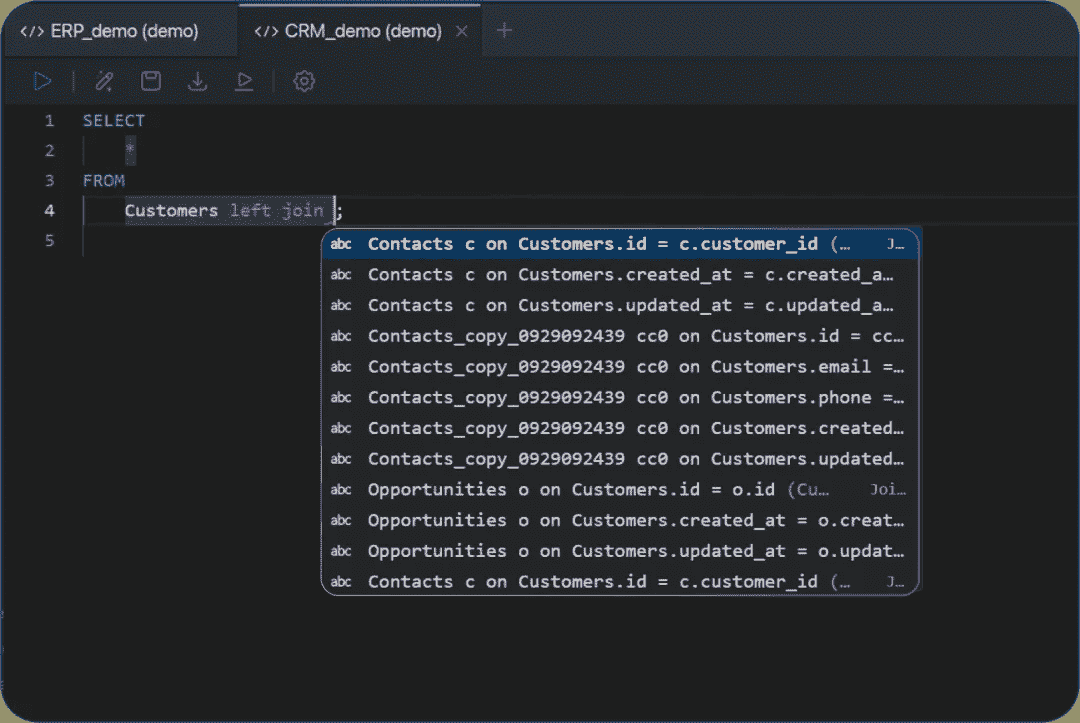 </> ERP_demo (demo) </> CRM_demo (demo) × +
1 SELECT
2 *
3 FROM
4 Customers left join ;
5
abc Contacts c on Customers.id = c.customer_id (… J…
abc Contacts c on Customers.created_at = c.created_a…
abc Contacts c on Customers.updated_at = c.updated_a…
abc Contacts_copy_0929092439 cc0 on Customers.id = cc…
abc Contacts_copy_0929092439 cc0 on Customers.email =…
abc Contacts_copy_0929092439 cc0 on Customers.phone =…
abc Contacts_copy_0929092439 cc0 on Customers.created…
abc Contacts_copy_0929092439 cc0 on Customers.updated…
abc Opportunities o on Customers.id = o.id (Cu… Joi…
abc Opportunities o on Customers.created_at = o.creat…
abc Opportunities o on Customers.updated_at = o.updat…
abc Contacts c on Customers.id = c.customer_id (… J…